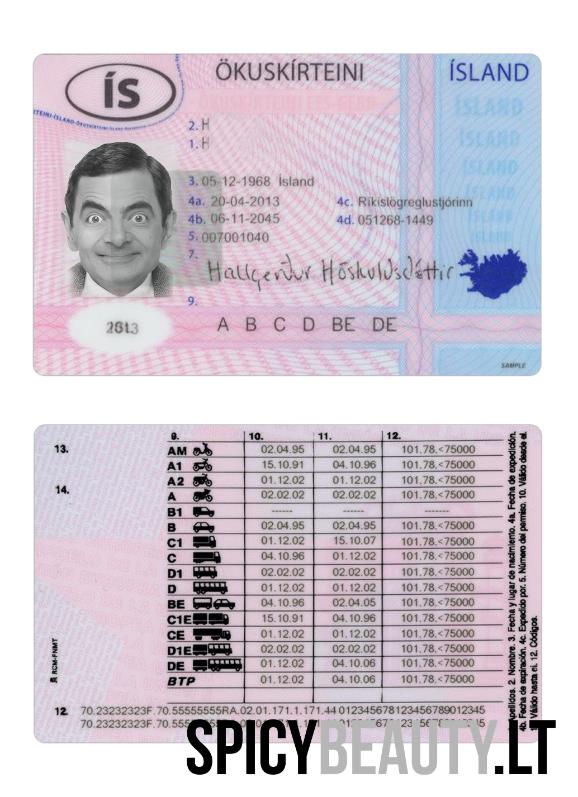 ÍS
ÖKUSKÍRTEINI
ÍSLAND
2. H
1. H
3. 05-12-1968 Ísland
4a. 20-04-2013
4c. Ríkislögreglustjórinn
4b. 06-11-2045
4d. 051268-1449
5. 007001040
7. Hallgerður Höskuldsdóttir
9.
A B C D BE DE
2013
SAMPLE
9. 10. 11. 12.
13.
AM 02.04.95 02.04.95 101.78.<75000
A1 15.10.91 04.10.96 101.78.<75000
14.
A2 01.12.02 01.12.02 101.78.<75000
A 02.02.02 02.02.02 101.78.<75000
B1 ------ ------ -------
B 02.04.95 02.04.95 101.78.<75000
C1 01.12.02 15.10.07 101.78.<75000
C 04.10.96 01.12.02 101.78.<75000
D1 02.02.02 02.02.02 101.78.<75000
D 01.12.02 01.12.02 101.78.<75000
BE 04.10.96 02.04.05 101.78.<75000
C1E 15.10.91 04.10.96 101.78.<75000
CE 01.12.02 01.12.02 101.78.<75000
D1E 02.02.02 02.02.02 101.78.<75000
DE 01.12.02 04.10.06 101.78.<75000
BTP 01.12.02 04.10.06 101.78.<75000
12. 70.23232323F.70.55555555RA.02.01.171.1.171.44 012345678123456789012345
70.23232323F.70.5555
RCM-FNMT
Apellidos. 2. Nombre. 3. Fecha y lugar de nacimiento. 4a. Fecha de expedición.
4b. Fecha de expiración. 4c. Expedido por. 5. Número del permiso. 10. Válido desde el.
Válido hasta el. 12. Códigos.
SPICYBEAUTY.LT